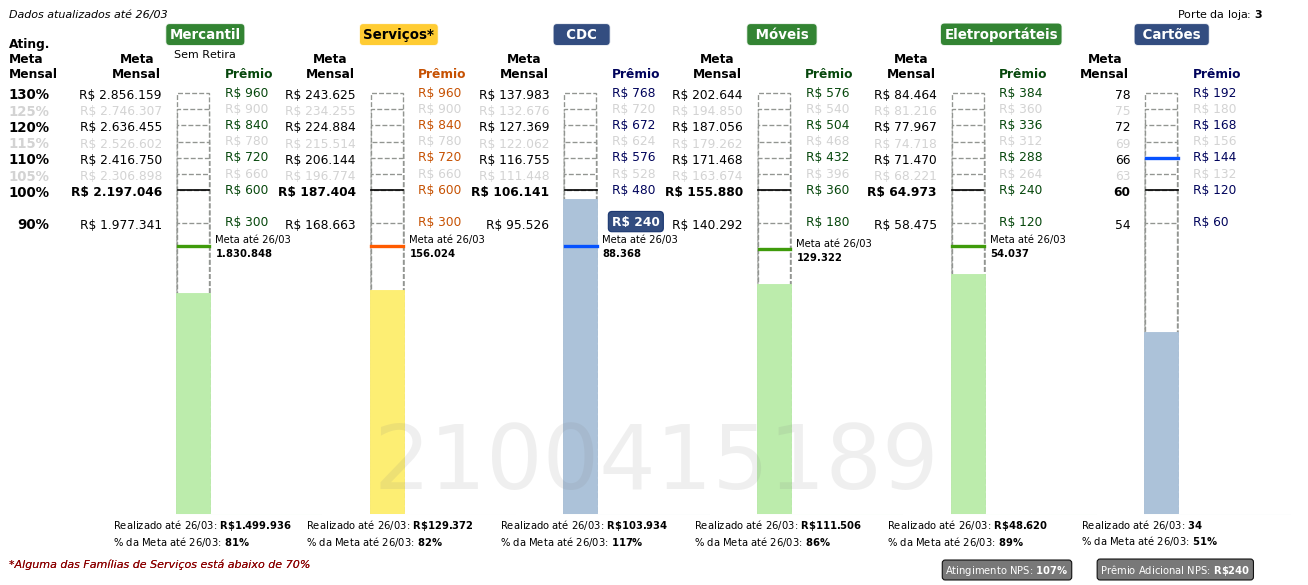 Dados atualizados até 26/03
Porte da loja: 3
Mercantil
Serviços*
CDC
Móveis
Eletroportáteis
Cartões
Sem Retira
Ating. Meta Mensal
Meta Mensal Prêmio Meta Mensal Prêmio Meta Mensal Prêmio Meta Mensal Prêmio Meta Mensal Prêmio Meta Mensal Prêmio
130% R$ 2.856.159 R$ 960 R$ 243.625 R$ 960 R$ 137.983 R$ 768 R$ 202.644 R$ 576 R$ 84.464 R$ 384 78 R$ 192
125% R$ 2.746.307 R$ 900 R$ 234.255 R$ 900 R$ 132.676 R$ 720 R$ 194.850 R$ 540 R$ 81.216 R$ 360 75 R$ 180
120% R$ 2.636.455 R$ 840 R$ 224.884 R$ 840 R$ 127.369 R$ 672 R$ 187.056 R$ 504 R$ 77.967 R$ 336 72 R$ 168
115% R$ 2.526.602 R$ 780 R$ 215.514 R$ 780 R$ 122.062 R$ 624 R$ 179.262 R$ 468 R$ 74.718 R$ 312 69 R$ 156
110% R$ 2.416.750 R$ 720 R$ 206.144 R$ 720 R$ 116.755 R$ 576 R$ 171.468 R$ 432 R$ 71.470 R$ 288 66 R$ 144
105% R$ 2.306.898 R$ 660 R$ 196.774 R$ 660 R$ 111.448 R$ 528 R$ 163.674 R$ 396 R$ 68.221 R$ 264 63 R$ 132
100% R$ 2.197.046 R$ 600 R$ 187.404 R$ 600 R$ 106.141 R$ 480 R$ 155.880 R$ 360 R$ 64.973 R$ 240 60 R$ 120
90% R$ 1.977.341 R$ 300 R$ 168.663 R$ 300 R$ 95.526 R$ 240 R$ 140.292 R$ 180 R$ 58.475 R$ 120 54 R$ 60
Meta até 26/03 Meta até 26/03 Meta até 26/03 Meta até 26/03 Meta até 26/03
1.830.848 156.024 88.368 129.322 54.037
2100415189
Realizado até 26/03: R$1.499.936 Realizado até 26/03: R$129.372 Realizado até 26/03: R$103.934 Realizado até 26/03: R$111.506 Realizado até 26/03: R$48.620 Realizado até 26/03: 34
% da Meta até 26/03: 81% % da Meta até 26/03: 82% % da Meta até 26/03: 117% % da Meta até 26/03: 86% % da Meta até 26/03: 89% % da Meta até 26/03: 51%
*Alguma das Famílias de Serviços está abaixo de 70%
Atingimento NPS: 107%
Prêmio Adicional NPS: R$240